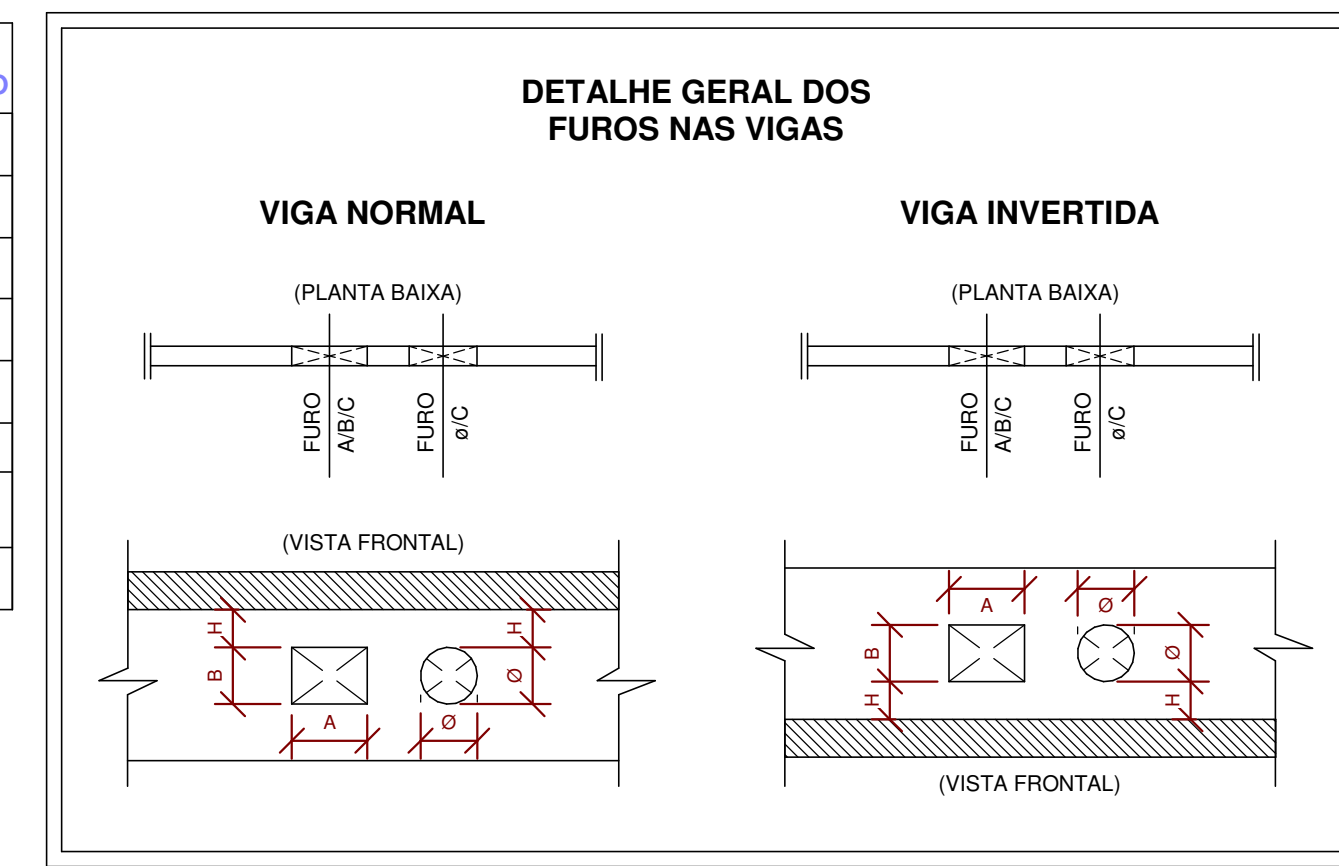 DETALHE GERAL DOS
FUROS NAS VIGAS
VIGA NORMAL
(PLANTA BAIXA)
FURO
A/B/C
FURO
ø/C
(VISTA FRONTAL)
H
B
A
H
Ø
Ø
VIGA INVERTIDA
(PLANTA BAIXA)
FURO
A/B/C
FURO
ø/C
A
Ø
B
H
Ø
H
(VISTA FRONTAL)